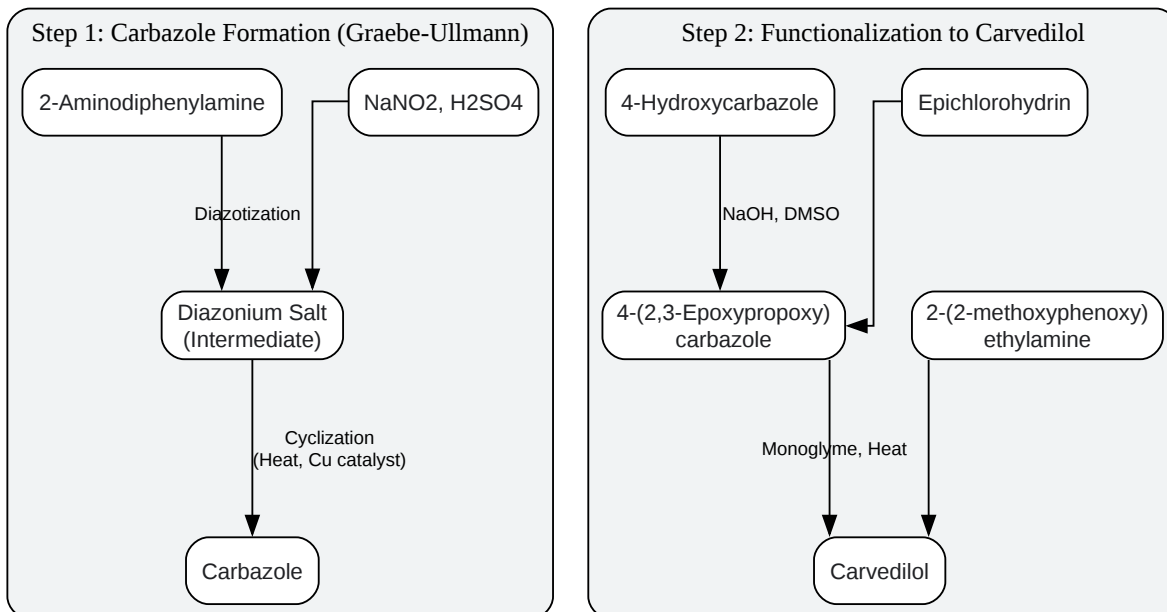 Step 1: Carbazole Formation (Graebe-Ullmann)
2-Aminodiphenylamine
NaNO2, H2SO4
Diazotization
Diazonium Salt
(Intermediate)
Cyclization
(Heat, Cu catalyst)
Carbazole
Step 2: Functionalization to Carvedilol
4-Hydroxycarbazole
Epichlorohydrin
NaOH, DMSO
4-(2,3-Epoxypropoxy)
carbazole
2-(2-methoxyphenoxy)
ethylamine
Monoglyme, Heat
Carvedilol